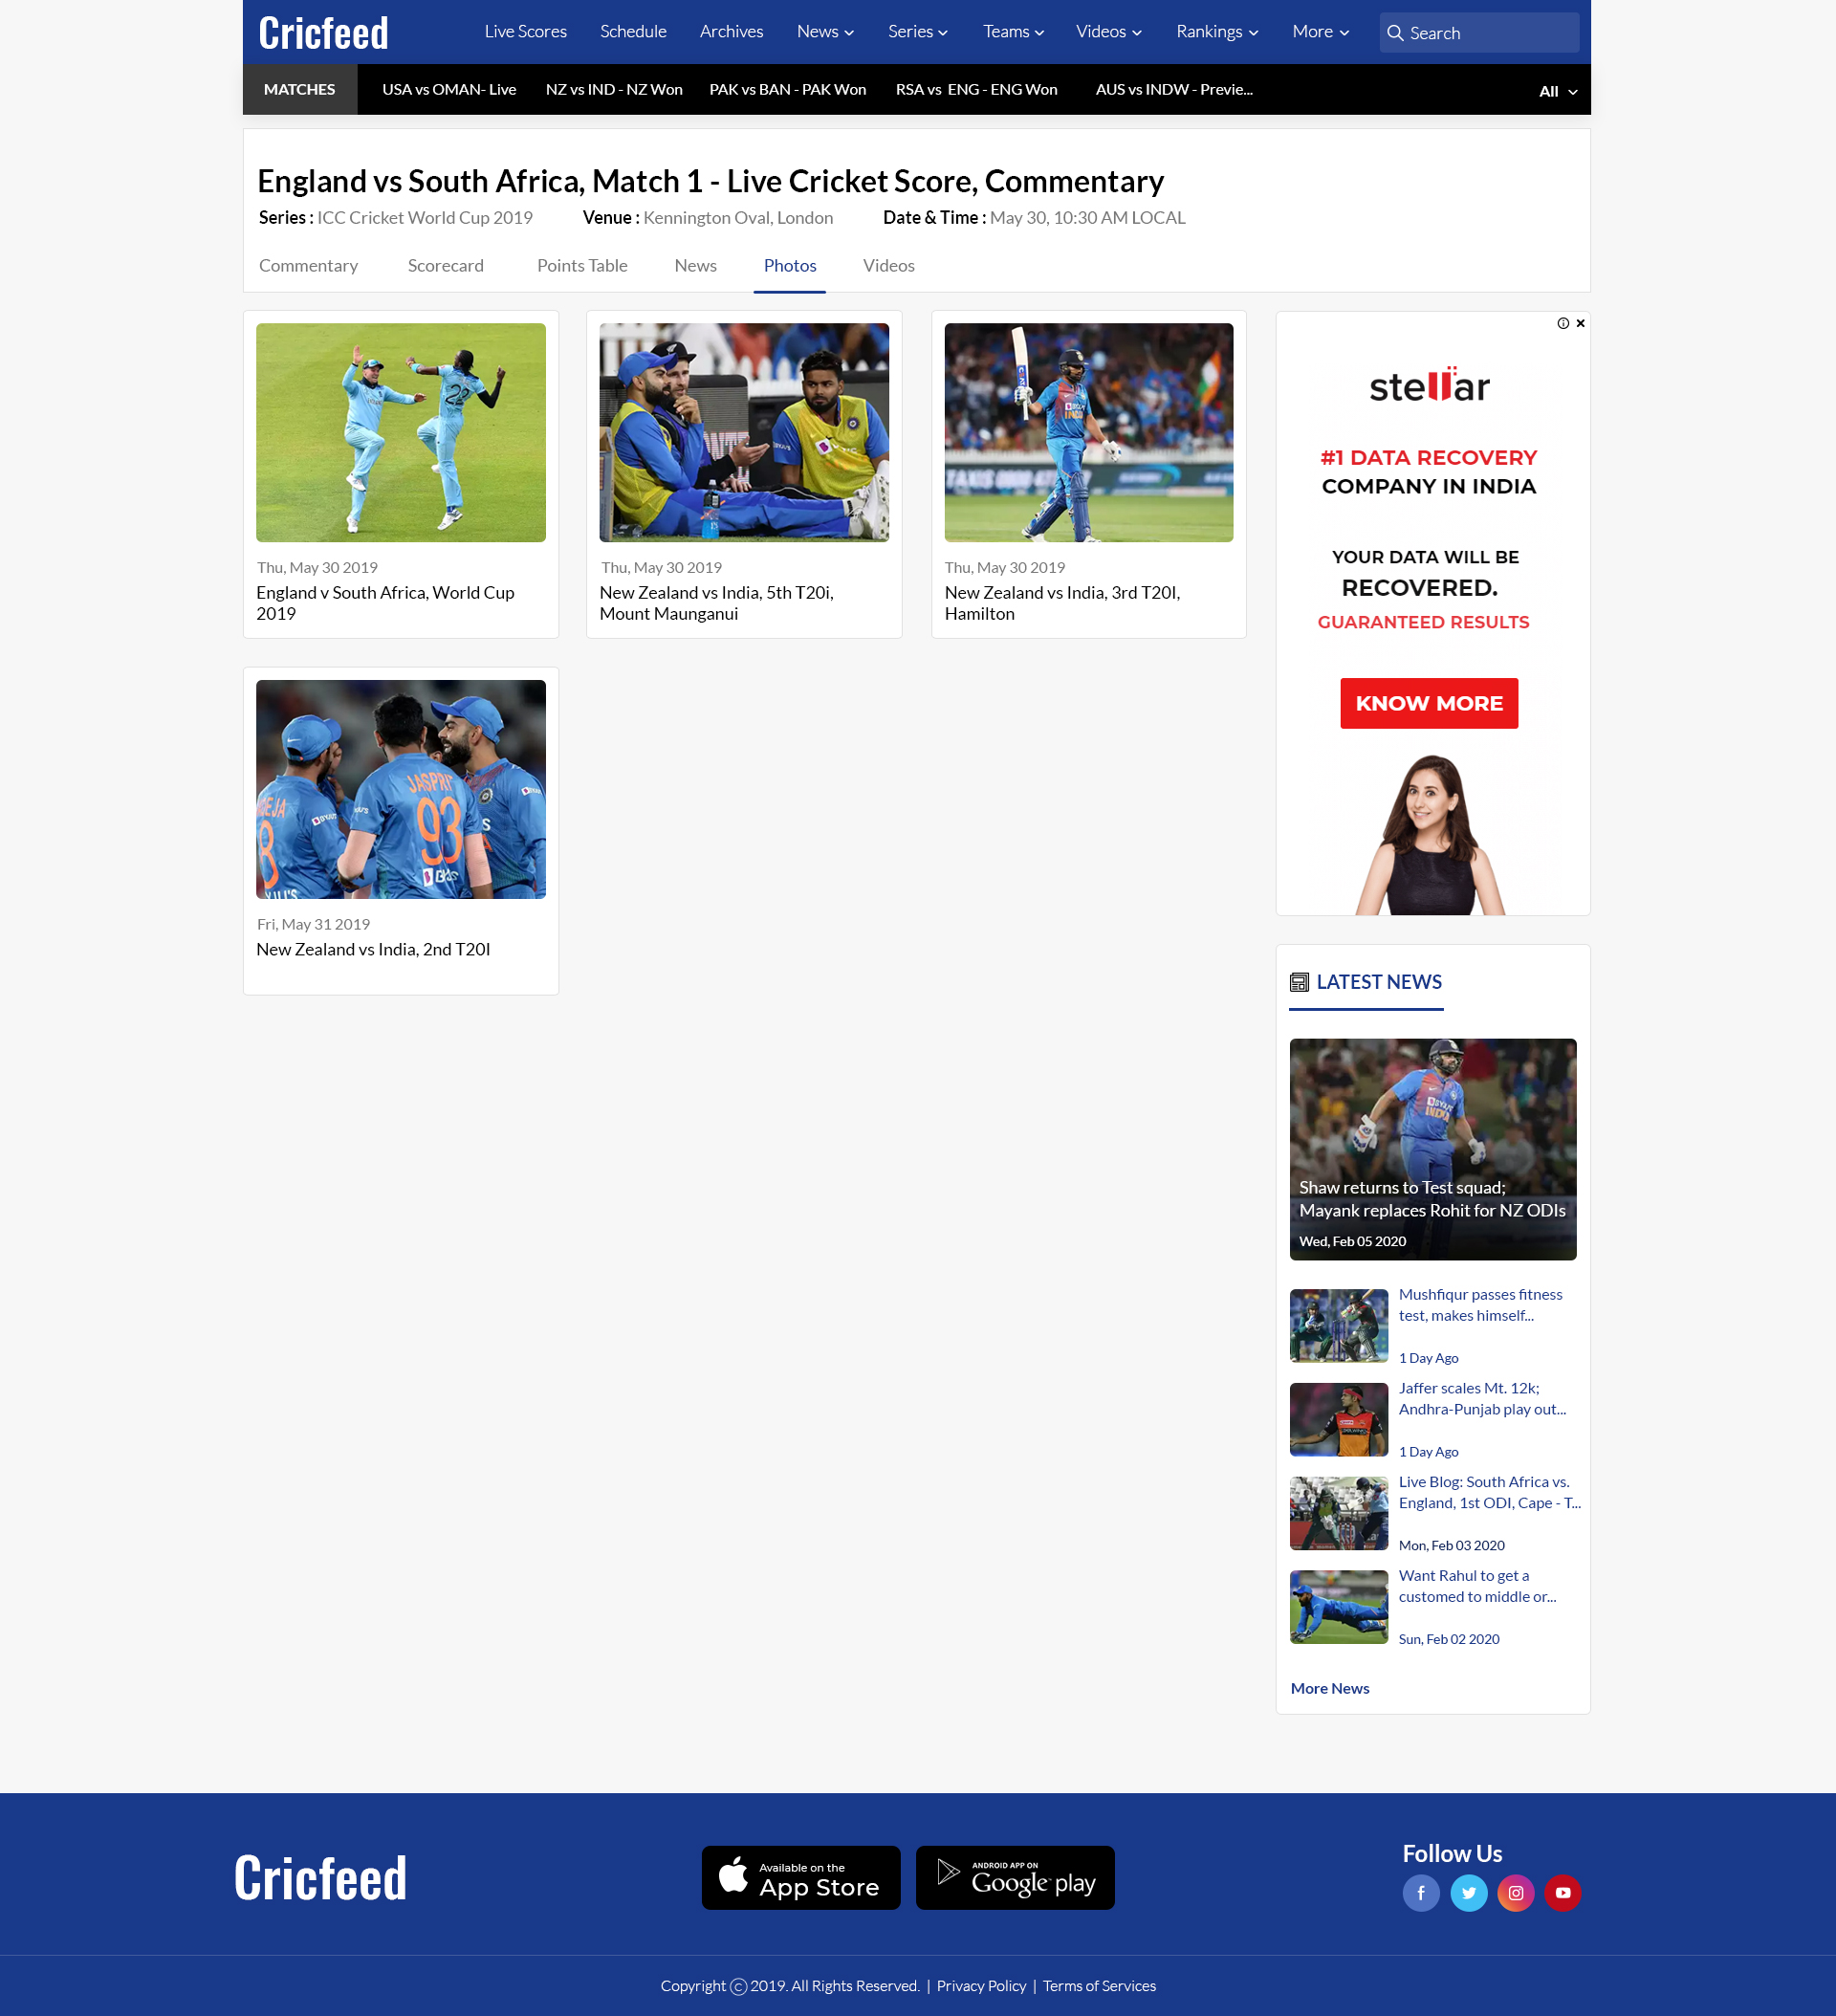 Cricfeed
Live Scores Schedule Archives News Series Teams Videos Rankings More Search
MATCHES USA vs OMAN- Live NZ vs IND - NZ Won PAK vs BAN - PAK Won RSA vs ENG - ENG Won AUS vs INDW - Previe... All
England vs South Africa, Match 1 - Live Cricket Score, Commentary
Series : ICC Cricket World Cup 2019 Venue : Kennington Oval, London Date & Time : May 30, 10:30 AM LOCAL
Commentary Scorecard Points Table News Photos Videos
22
Thu, May 30 2019
England v South Africa, World Cup
2019
Thu, May 30 2019
New Zealand vs India, 5th T20i,
Mount Maunganui
INDIA
Thu, May 30 2019
New Zealand vs India, 3rd T20I,
Hamilton
JASPRIT
93
8
Fri, May 31 2019
New Zealand vs India, 2nd T20I
stellar
#1 DATA RECOVERY
COMPANY IN INDIA
YOUR DATA WILL BE
RECOVERED.
GUARANTEED RESULTS
KNOW MORE
LATEST NEWS
INDIA
Shaw returns to Test squad;
Mayank replaces Rohit for NZ ODIs
Wed, Feb 05 2020
Mushfiqur passes fitness
test, makes himself...
1 Day Ago
Jaffer scales Mt. 12k;
Andhra-Punjab play out...
1 Day Ago
Live Blog: South Africa vs.
England, 1st ODI, Cape - T...
Mon, Feb 03 2020
Want Rahul to get a
customed to middle or...
Sun, Feb 02 2020
More News
Cricfeed
Available on the
App Store
ANDROID APP ON
Google play
Follow Us
Copyright © 2019. All Rights Reserved. | Privacy Policy | Terms of Services